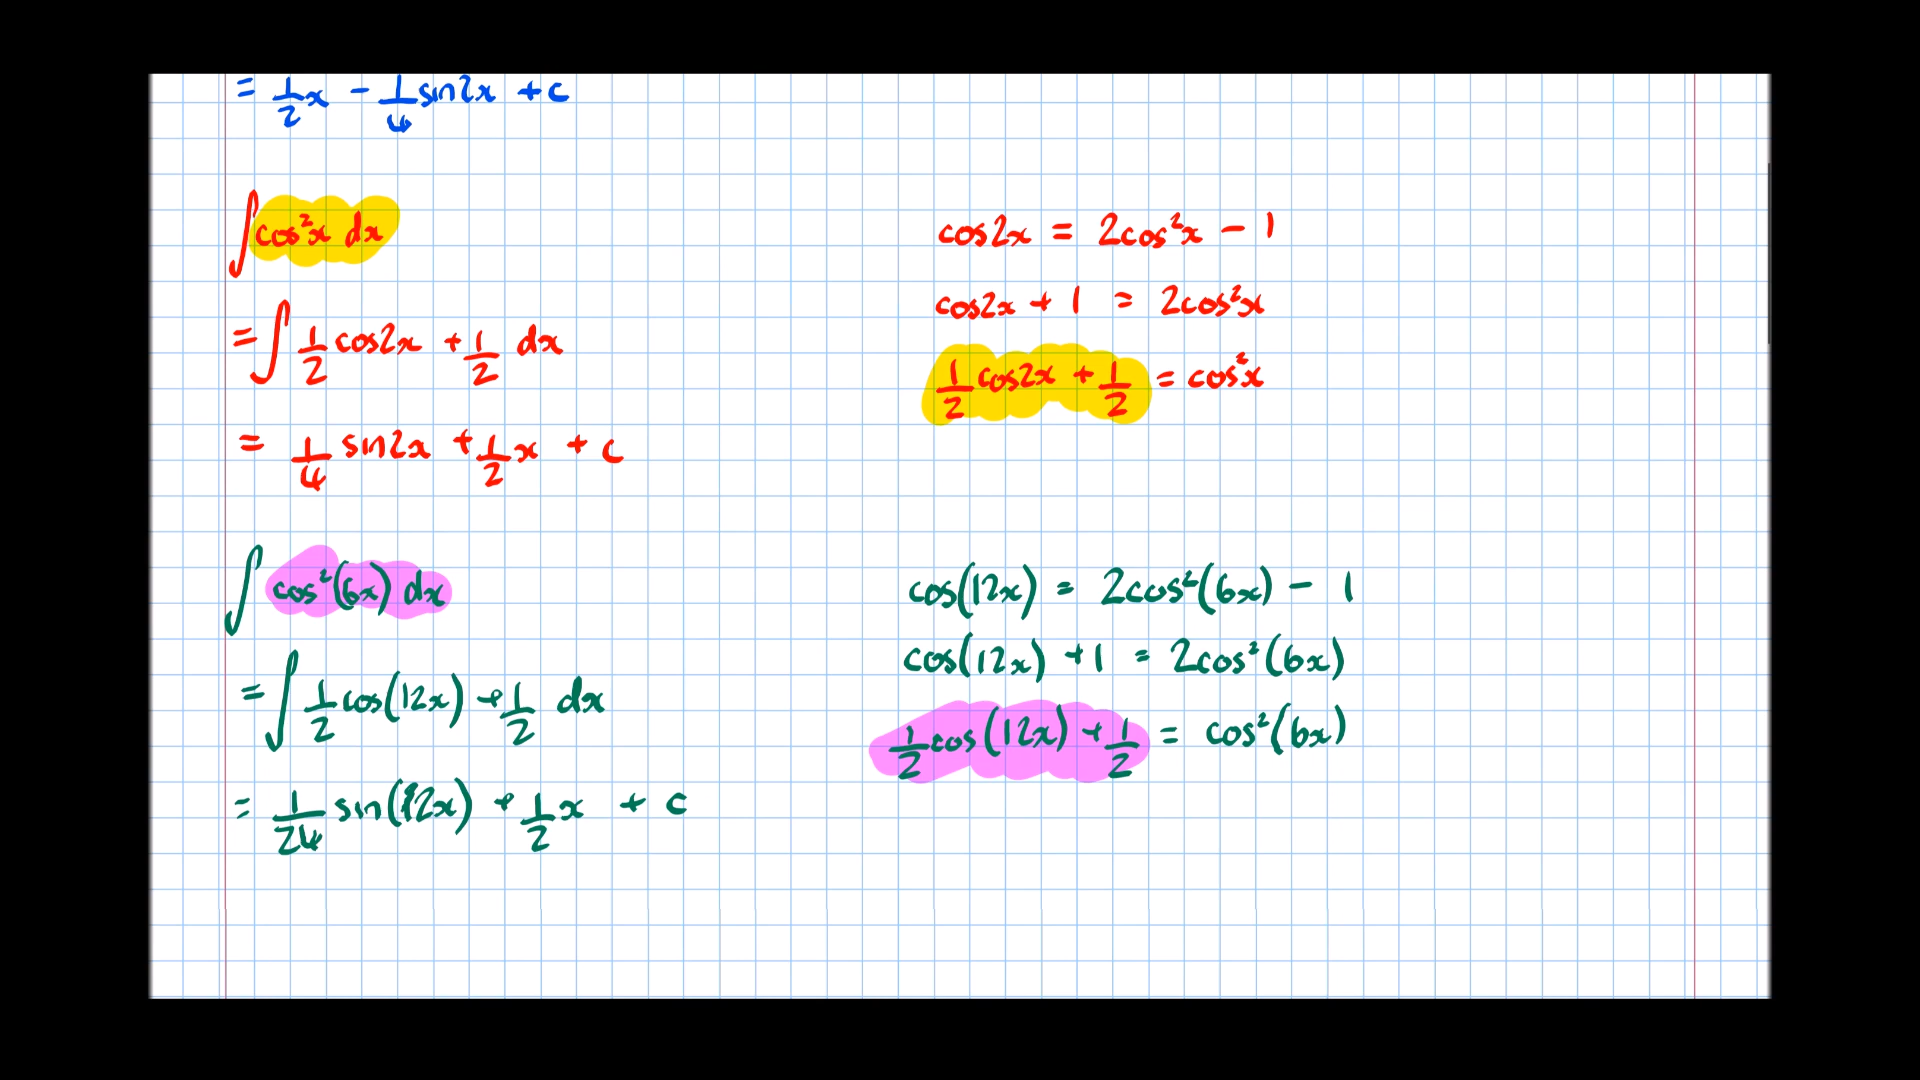 = 1/2 x - 1/4 sin2x + c
∫ cos²x dx
= ∫ 1/2 cos2x + 1/2 dx
= 1/4 sin2x + 1/2 x + c
cos2x = 2cos²x - 1
cos2x + 1 = 2cos²x
1/2 cos2x + 1/2 = cos²x
∫ cos²(6x) dx
= ∫ 1/2 cos(12x) + 1/2 dx
= 1/24 sin(12x) + 1/2 x + c
cos(12x) = 2cos²(6x) - 1
cos(12x) + 1 = 2cos²(6x)
1/2 cos(12x) + 1/2 = cos²(6x)